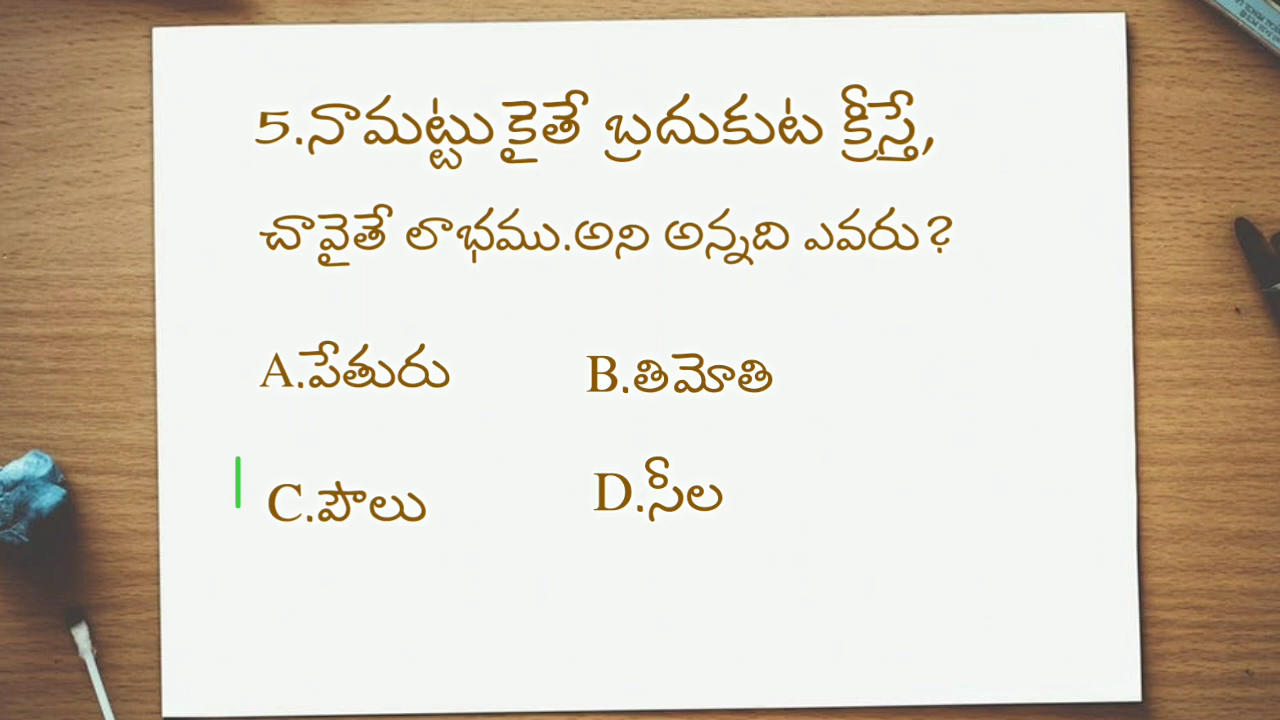 5.నామట్టుకైతే బ్రదుకుట క్రీస్తే,
చావైతే లాభము.అని అన్నది ఎవరు?
A.పేతురు B.తిమోతి
C.పౌలు D.సీల